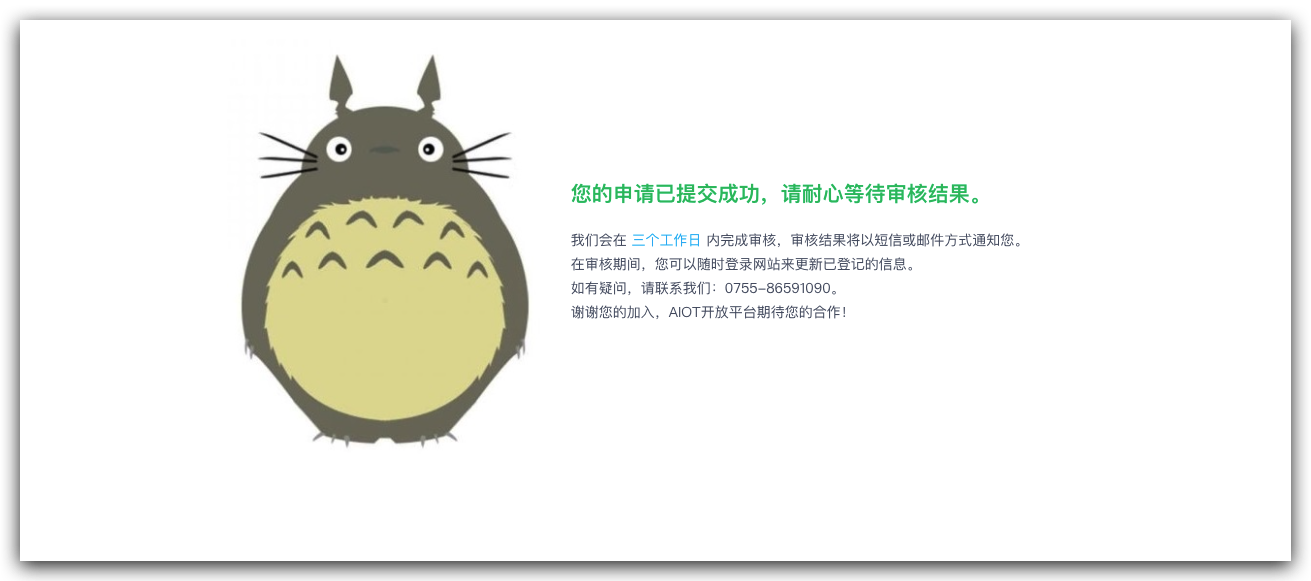 您的申请已提交成功，请耐心等待审核结果。
我们会在 三个工作日 内完成审核，审核结果将以短信或邮件方式通知您。
在审核期间，您可以随时登录网站来更新已登记的信息。
如有疑问，请联系我们：0755-86591090。
谢谢您的加入，AIOT开放平台期待您的合作！